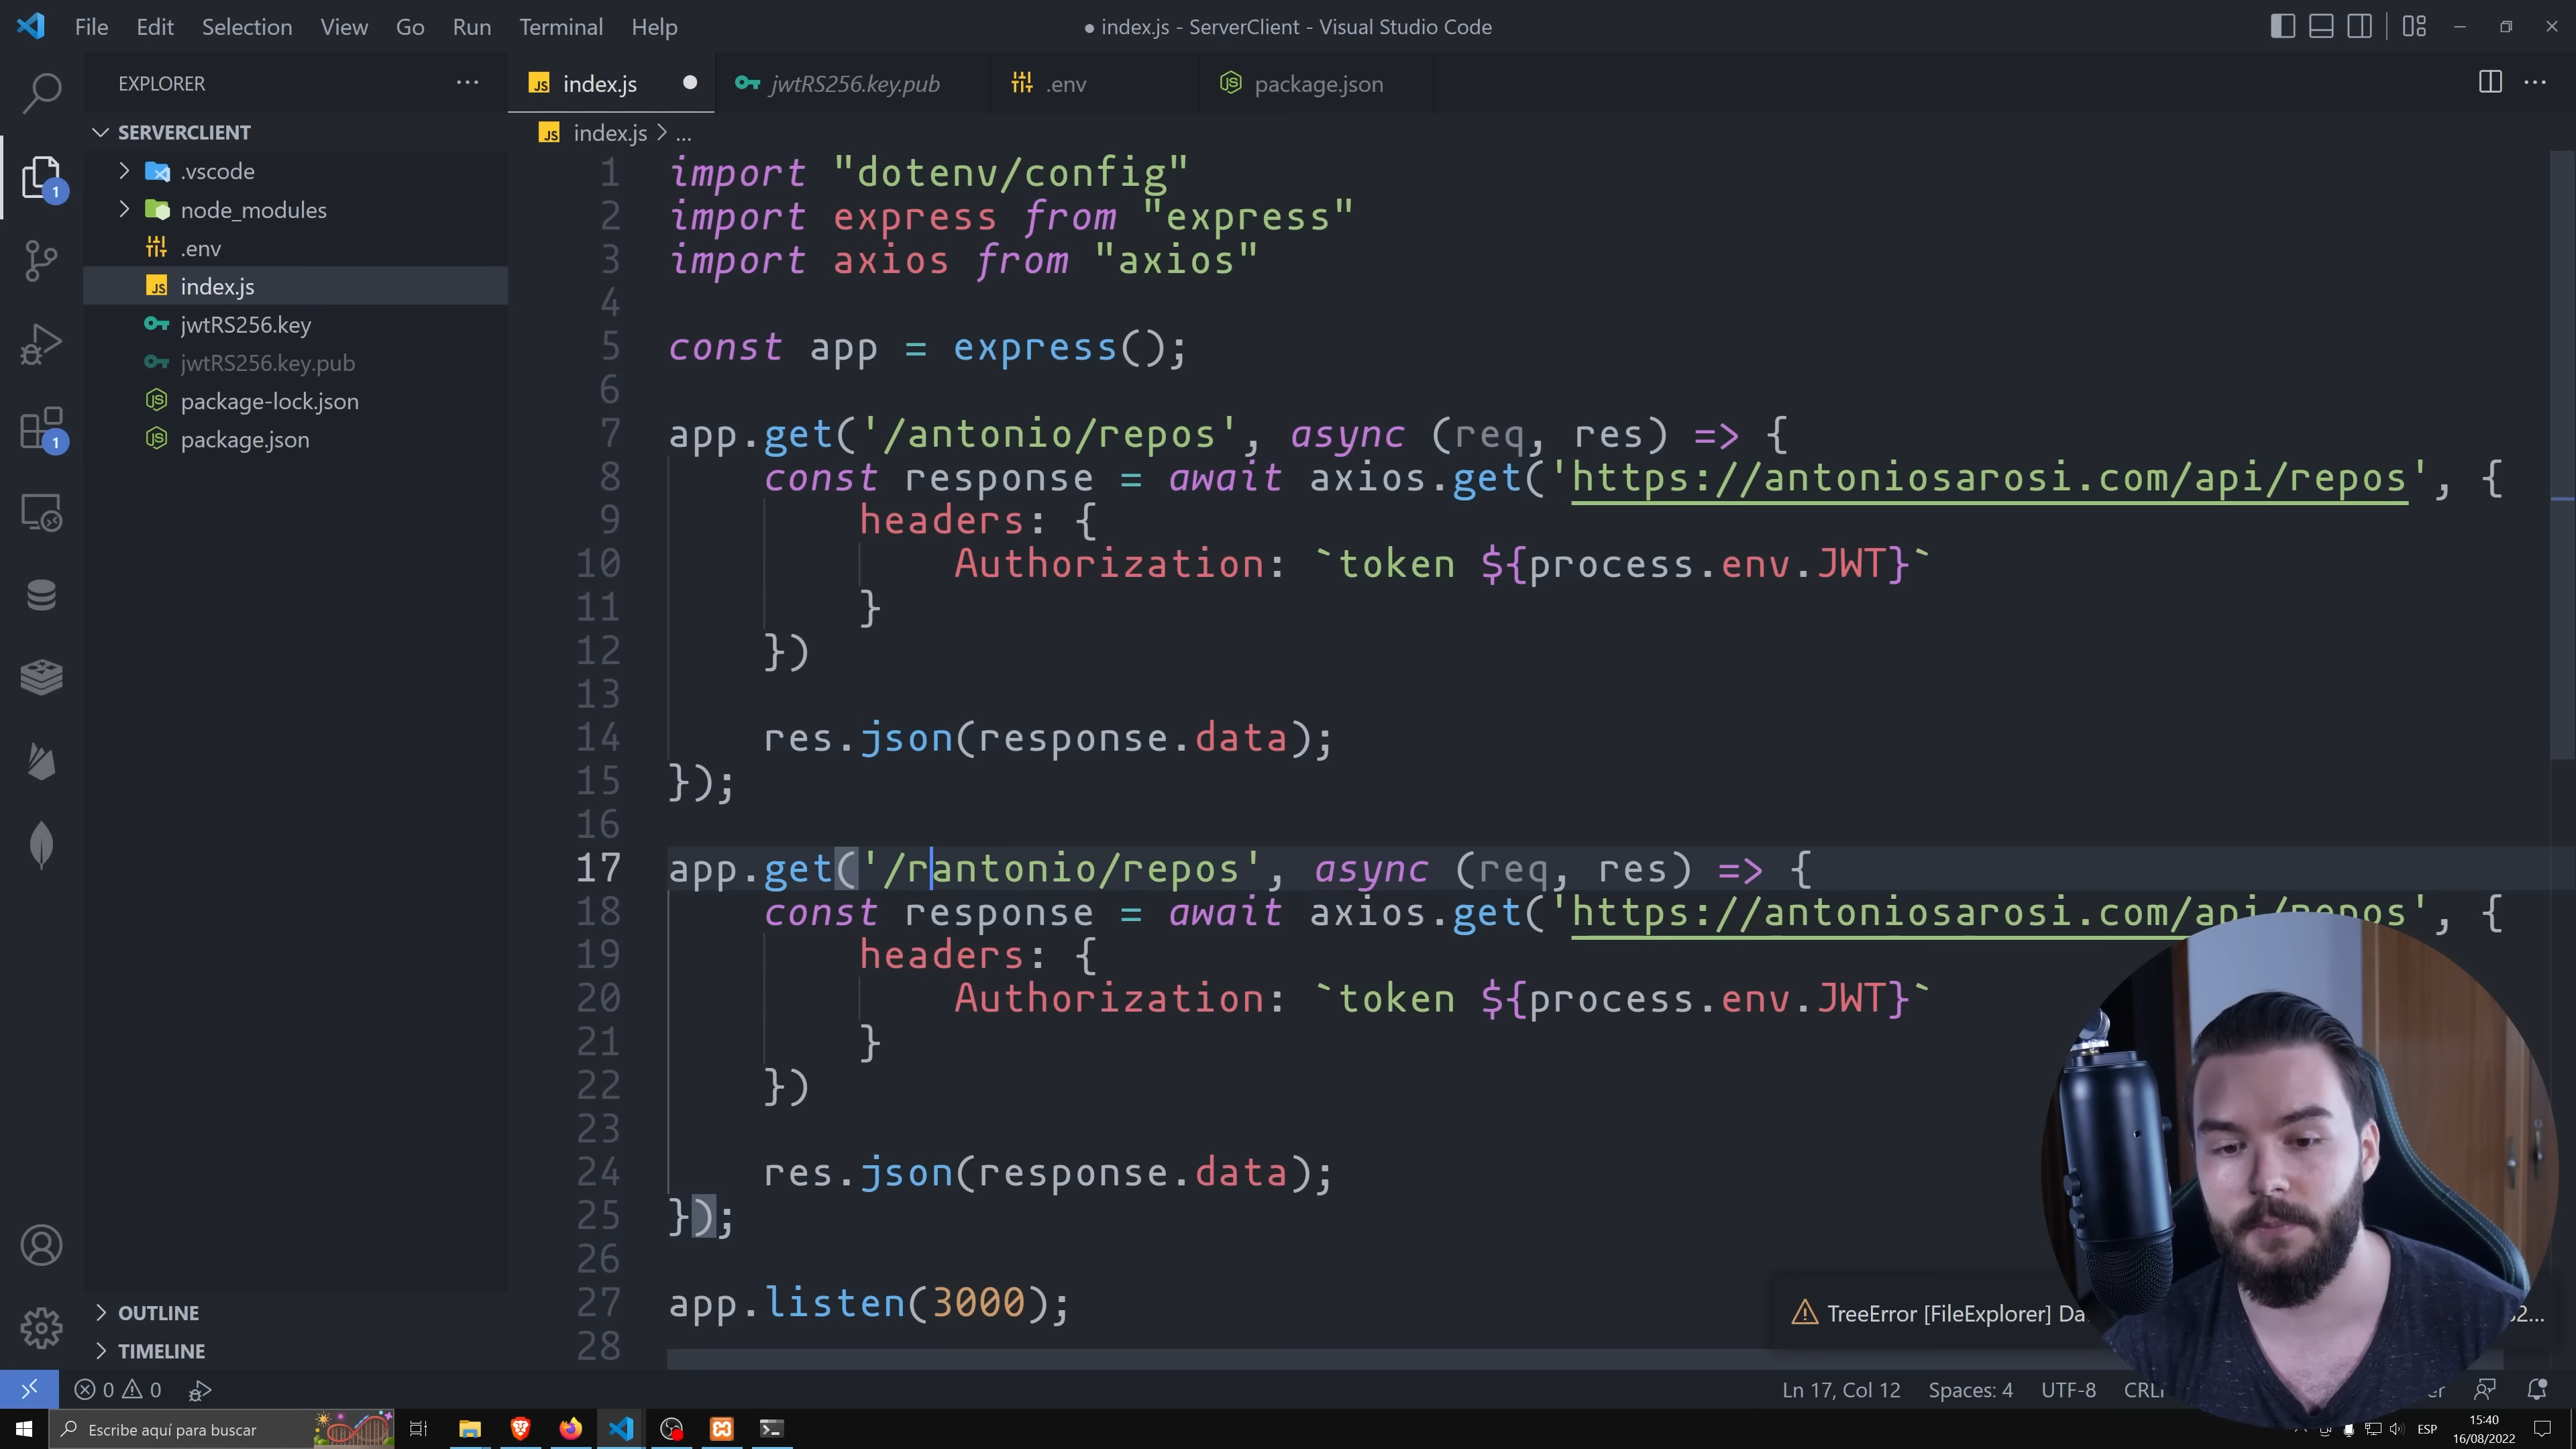 File Edit Selection View Go Run Terminal Help
● index.js - ServerClient - Visual Studio Code
EXPLORER
SERVERCLIENT
.vscode
node_modules
.env
index.js
jwtRS256.key
jwtRS256.key.pub
package-lock.json
package.json
OUTLINE
TIMELINE
1
1
index.js
jwtRS256.key.pub
.env
package.json
index.js > ...
1 import "dotenv/config"
2 import express from "express"
3 import axios from "axios"
4
5 const app = express();
6
7 app.get('/antonio/repos', async (req, res) => {
8 const response = await axios.get('https://antoniosarosi.com/api/repos', {
9 headers: {
10 Authorization: `token ${process.env.JWT}`
11 }
12 })
13
14 res.json(response.data);
15 });
16
17 app.get('/rantonio/repos', async (req, res) => {
18 const response = await axios.get('https://antoniosarosi.com/api/repos', {
19 headers: {
20 Authorization: `token ${process.env.JWT}`
21 }
22 })
23
24 res.json(response.data);
25 });
26
27 app.listen(3000);
28
TreeError [FileExplorer] Da
0 0
Ln 17, Col 12 Spaces: 4 UTF-8
Escribe aquí para buscar
ESP
15:40
16/08/2022